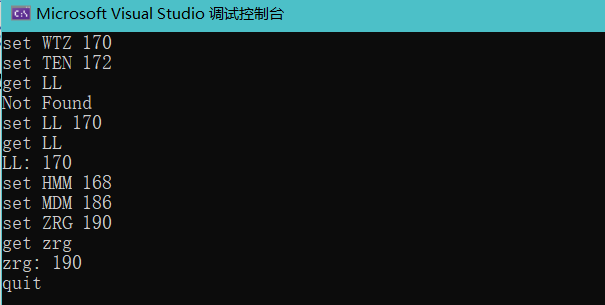 Microsoft Visual Studio 调试控制台
set WTZ 170
set TEN 172
get LL
Not Found
set LL 170
get LL
LL: 170
set HMM 168
set MDM 186
set ZRG 190
get zrg
zrg: 190
quit